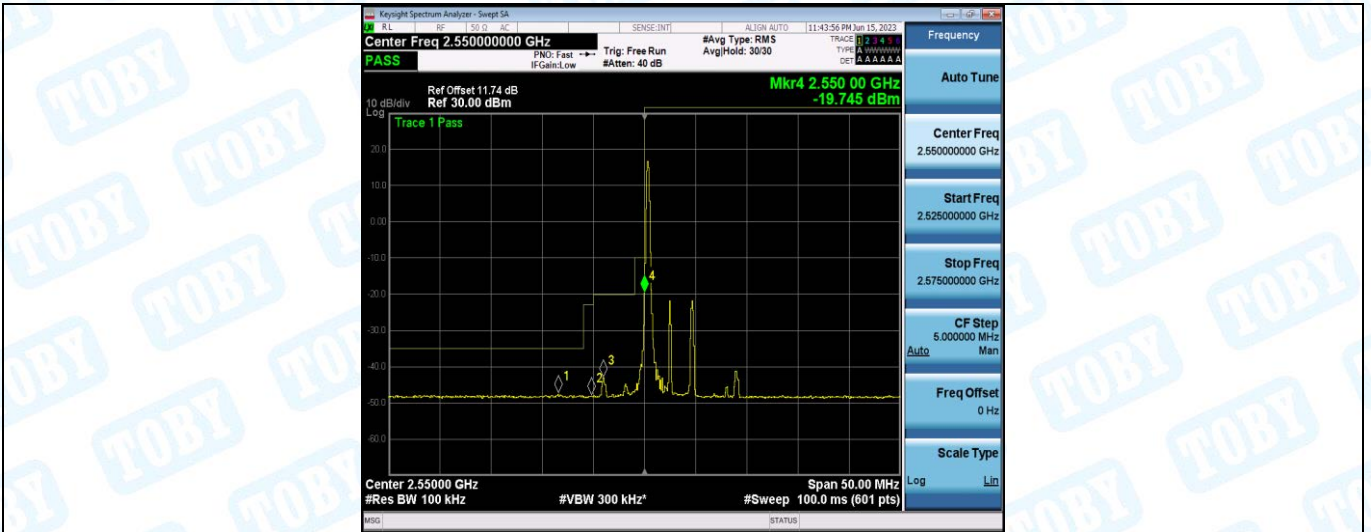 Keysight Spectrum Analyzer - Swept SA
RL RF 50 Ω AC SENSE:INT ALIGN AUTO 11:43:56 PM Jun 15, 2023
Center Freq 2.550000000 GHz
PASS
PNO: Fast
IFGain:Low
Trig: Free Run
#Atten: 40 dB
#Avg Type: RMS
Avg|Hold: 30/30
TRACE 1 2 3 4 5 6
TYPE A WWWWW
DET A A A A A A
Mkr4 2.550 00 GHz
-19.745 dBm
Ref Offset 11.74 dB
10 dB/div Ref 30.00 dBm
Log
Trace 1 Pass
20.0
10.0
0.00
-10.0
-20.0
-30.0
-40.0
-50.0
-60.0
1
2
3
4
Center 2.55000 GHz Span 50.00 MHz
#Res BW 100 kHz #VBW 300 kHz* #Sweep 100.0 ms (601 pts)
MSG STATUS
Frequency
Auto Tune
Center Freq
2.550000000 GHz
Start Freq
2.525000000 GHz
Stop Freq
2.575000000 GHz
CF Step
5.000000 MHz
Auto Man
Freq Offset
0 Hz
Scale Type
Log Lin
TOBY